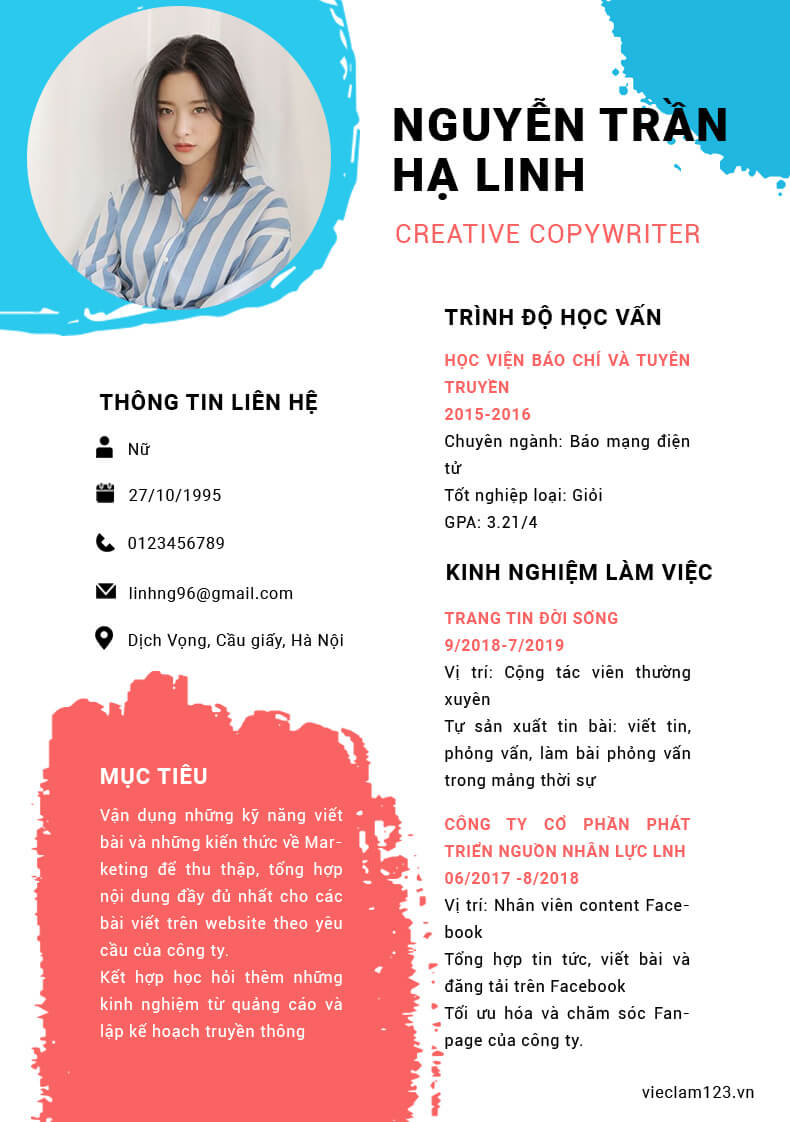 NGUYỄN TRẦN
HẠ LINH
CREATIVE COPYWRITER
THÔNG TIN LIÊN HỆ
Nữ
27/10/1995
0123456789
linhng96@gmail.com
Dịch Vọng, Cầu giấy, Hà Nội
MỤC TIÊU
Vận dụng những kỹ năng viết
bài và những kiến thức về Mar-
keting để thu thập, tổng hợp
nội dung đầy đủ nhất cho các
bài viết trên website theo yêu
cầu của công ty.
Kết hợp học hỏi thêm những
kinh nghiệm từ quảng cáo và
lập kế hoạch truyền thông
TRÌNH ĐỘ HỌC VẤN
HỌC VIỆN BÁO CHÍ VÀ TUYÊN
TRUYỀN
2015-2016
Chuyên ngành: Báo mạng điện
tử
Tốt nghiệp loại: Giỏi
GPA: 3.21/4
KINH NGHIỆM LÀM VIỆC
TRANG TIN ĐỜI SỐNG
9/2018-7/2019
Vị trí: Cộng tác viên thường
xuyên
Tự sản xuất tin bài: viết tin,
phỏng vấn, làm bài phỏng vấn
trong mảng thời sự
CÔNG TY CỔ PHẦN PHÁT
TRIỂN NGUỒN NHÂN LỰC LNH
06/2017 -8/2018
Vị trí: Nhân viên content Face-
book
Tổng hợp tin tức, viết bài và
đăng tải trên Facebook
Tối ưu hóa và chăm sóc Fan-
page của công ty.
vieclam123.vn